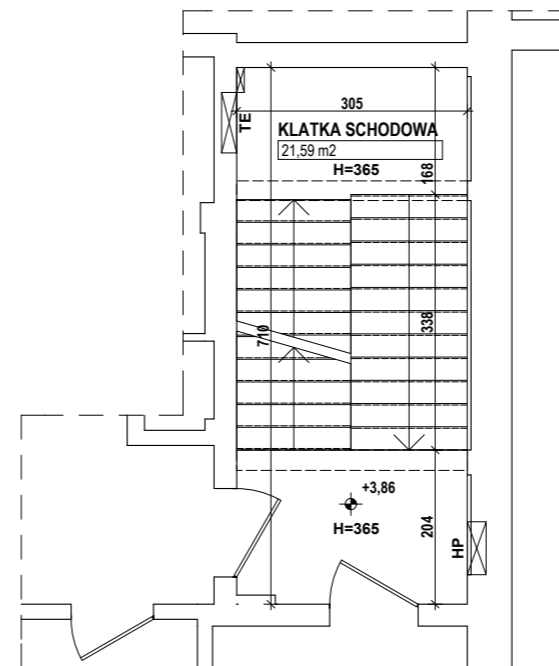 305
TE
KLATKA SCHODOWA
21,59 m2
H=365
168
710
338
+3,86
H=365
204
HP